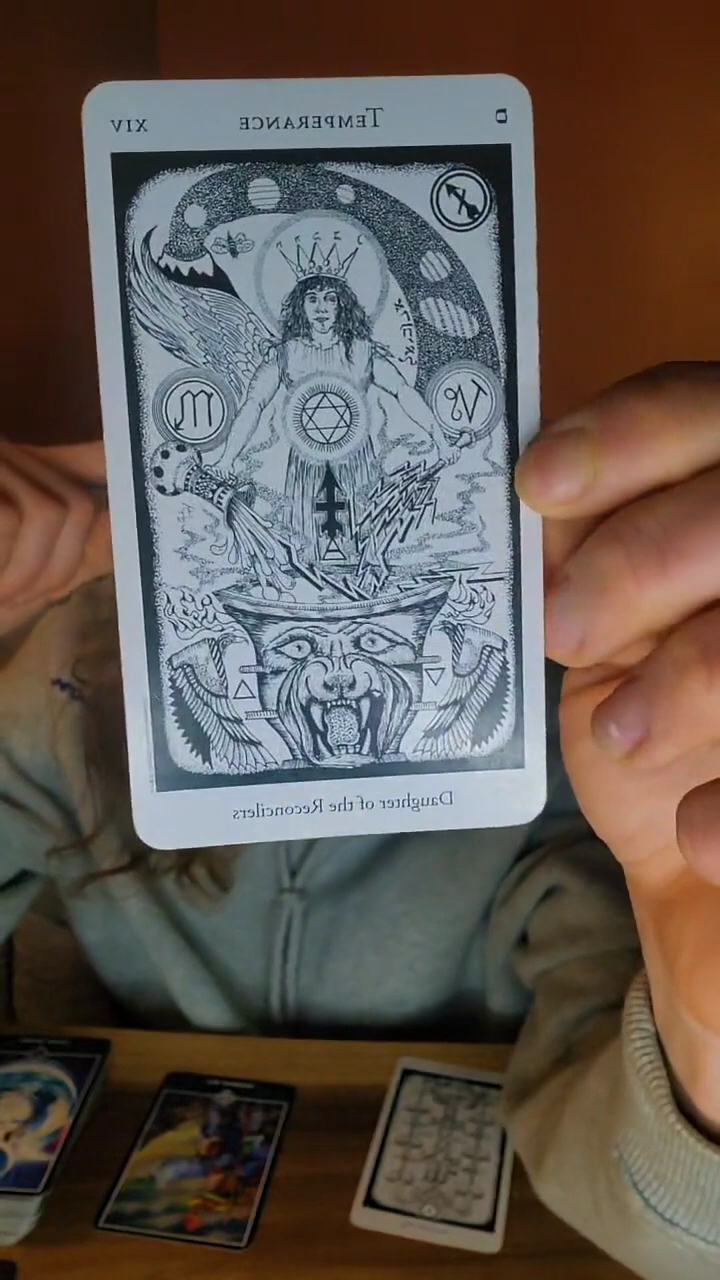 ס TEMPERANCE XIV
Daughter of the Reconcilers